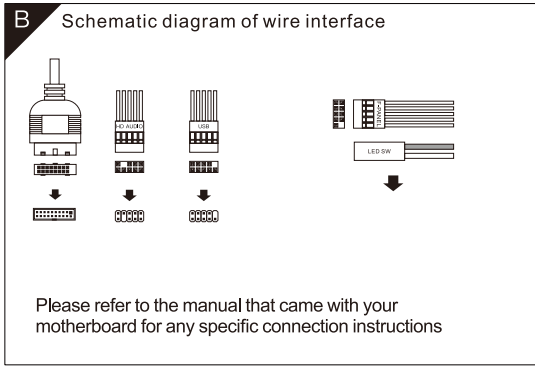 B
Schematic diagram of wire interface
HD AUDIO
USB
F-PANEL
LED SW
Please refer to the manual that came with your
motherboard for any specific connection instructions